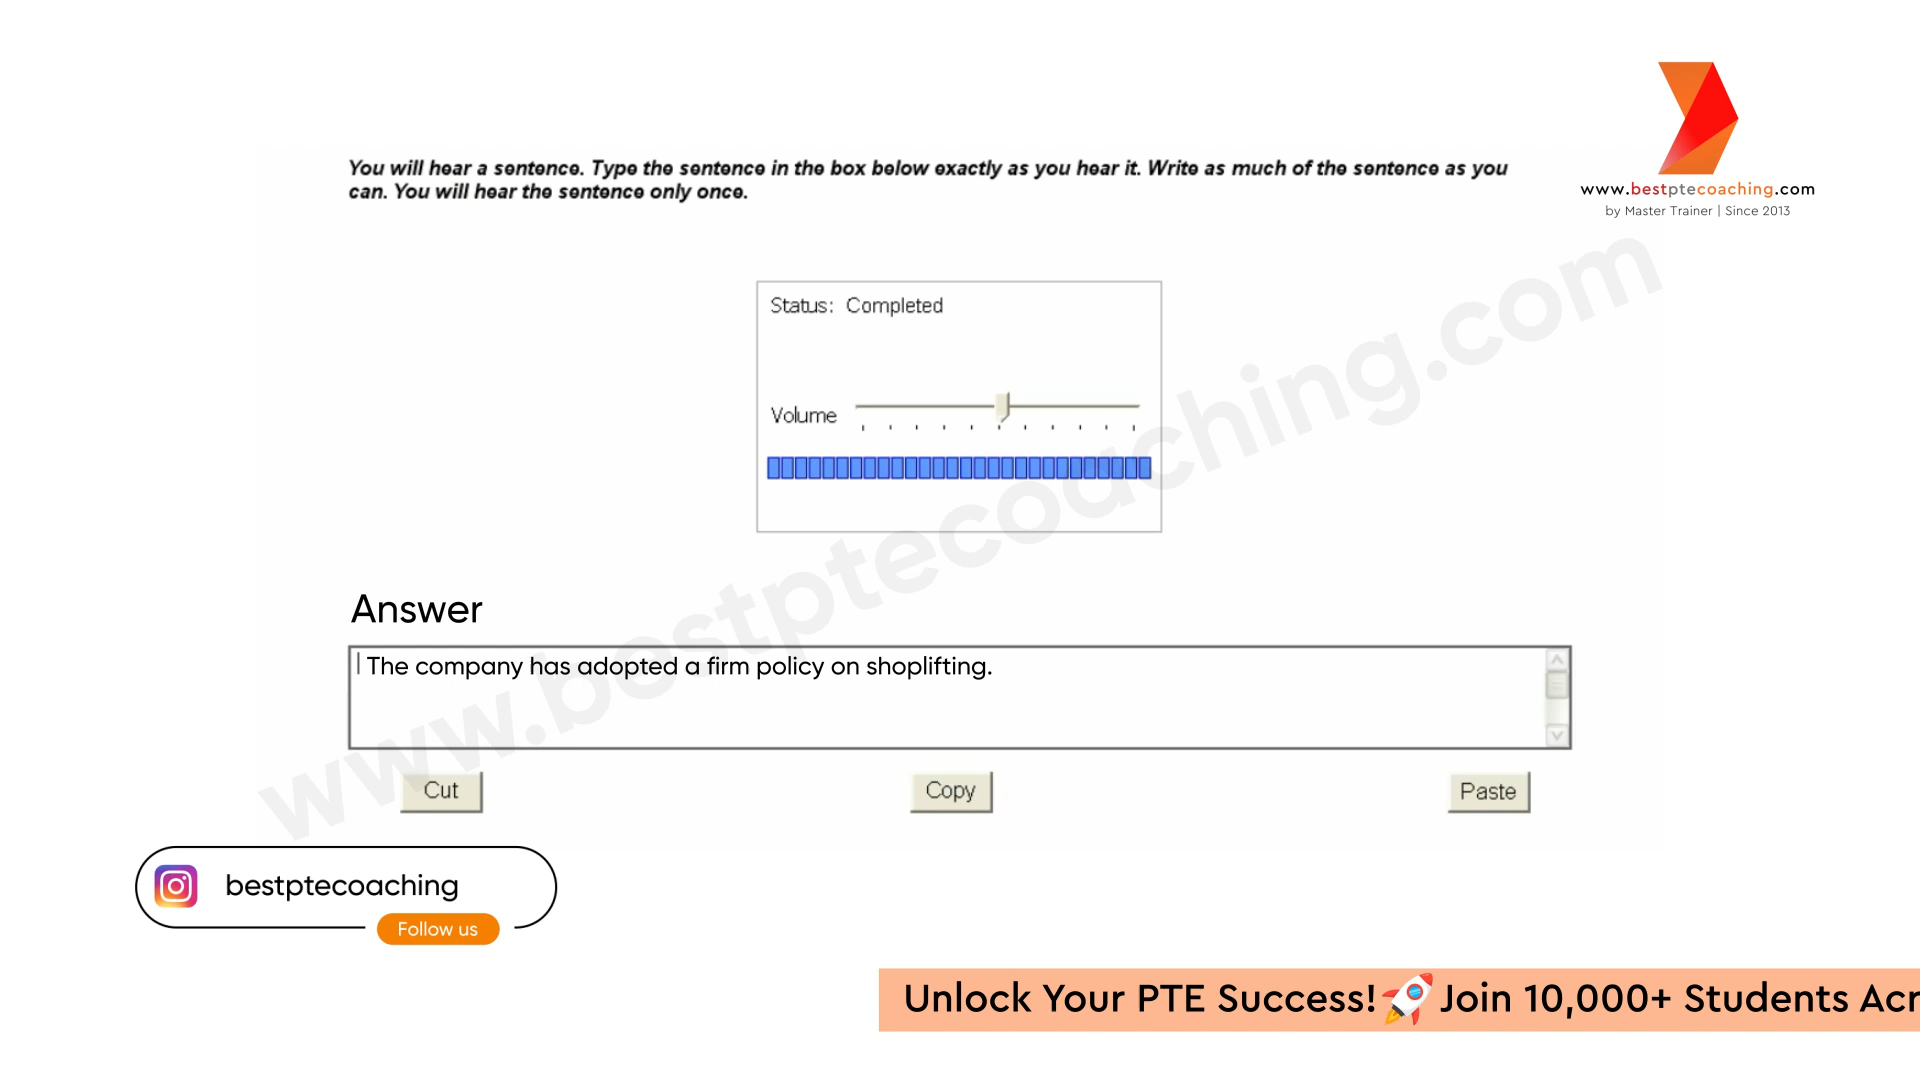 You will hear a sentence. Type the sentence in the box below exactly as you hear it. Write as much of the sentence as you
can. You will hear the sentence only once.
www.bestptecoaching.com
by Master Trainer | Since 2013
Status: Completed
Volume
www.bestptecoaching.com
Answer
The company has adopted a firm policy on shoplifting.
Cut
Copy
Paste
bestptecoaching
Follow us
Unlock Your PTE Success! Join 10,000+ Students Acr